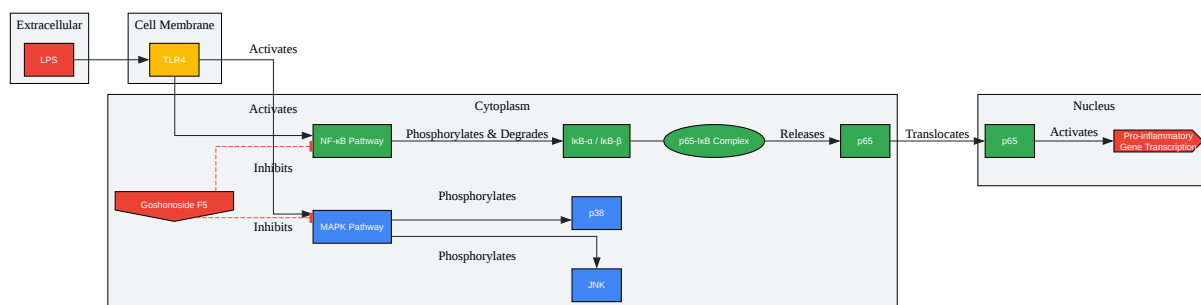 Extracellular
Cell Membrane
LPS
TLR4
Activates
Cytoplasm
Nucleus
Activates
NF-κB Pathway
Phosphorylates & Degrades
IκB-α / IκB-β
p65-IκB Complex
Releases
p65
Translocates
p65
Activates
Pro-inflammatory
Gene Transcription
Inhibits
Goshonoside F5
Phosphorylates
p38
Inhibits
MAPK Pathway
Phosphorylates
JNK